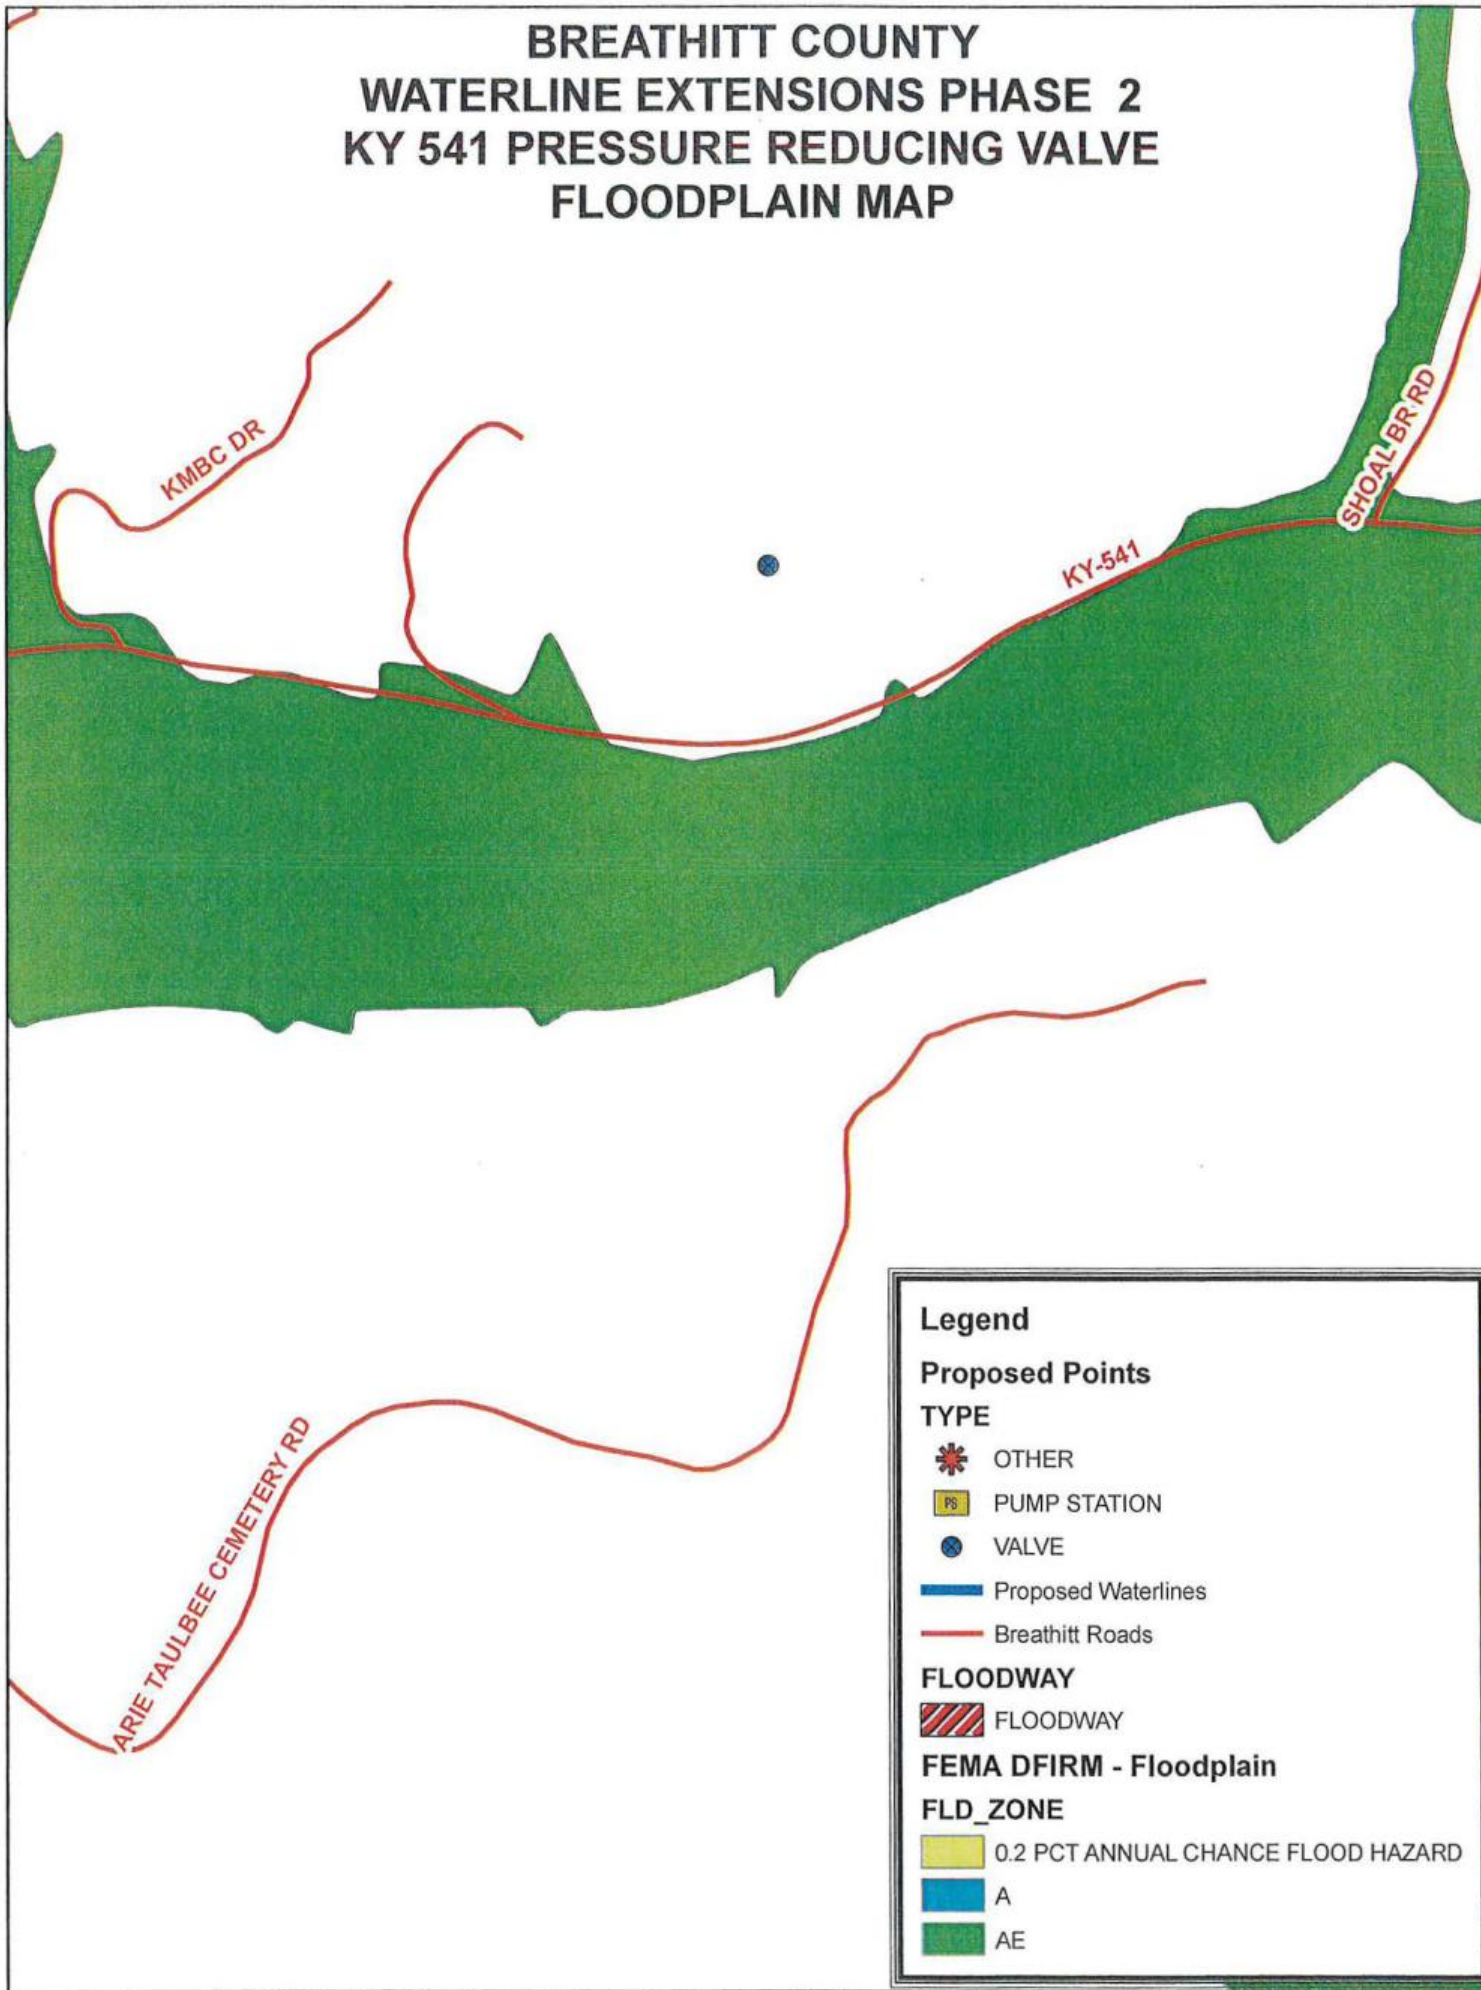 BREATHITT COUNTY
WATERLINE EXTENSIONS PHASE 2
KY 541 PRESSURE REDUCING VALVE
FLOODPLAIN MAP
KMBC DR
SHOAL BR RD
KY-541
ARIE TAULBEE CEMETERY RD
Legend
Proposed Points
TYPE
OTHER
PS PUMP STATION
VALVE
Proposed Waterlines
Breathitt Roads
FLOODWAY
FLOODWAY
FEMA DFIRM - Floodplain
FLD_ZONE
0.2 PCT ANNUAL CHANCE FLOOD HAZARD
A
AE